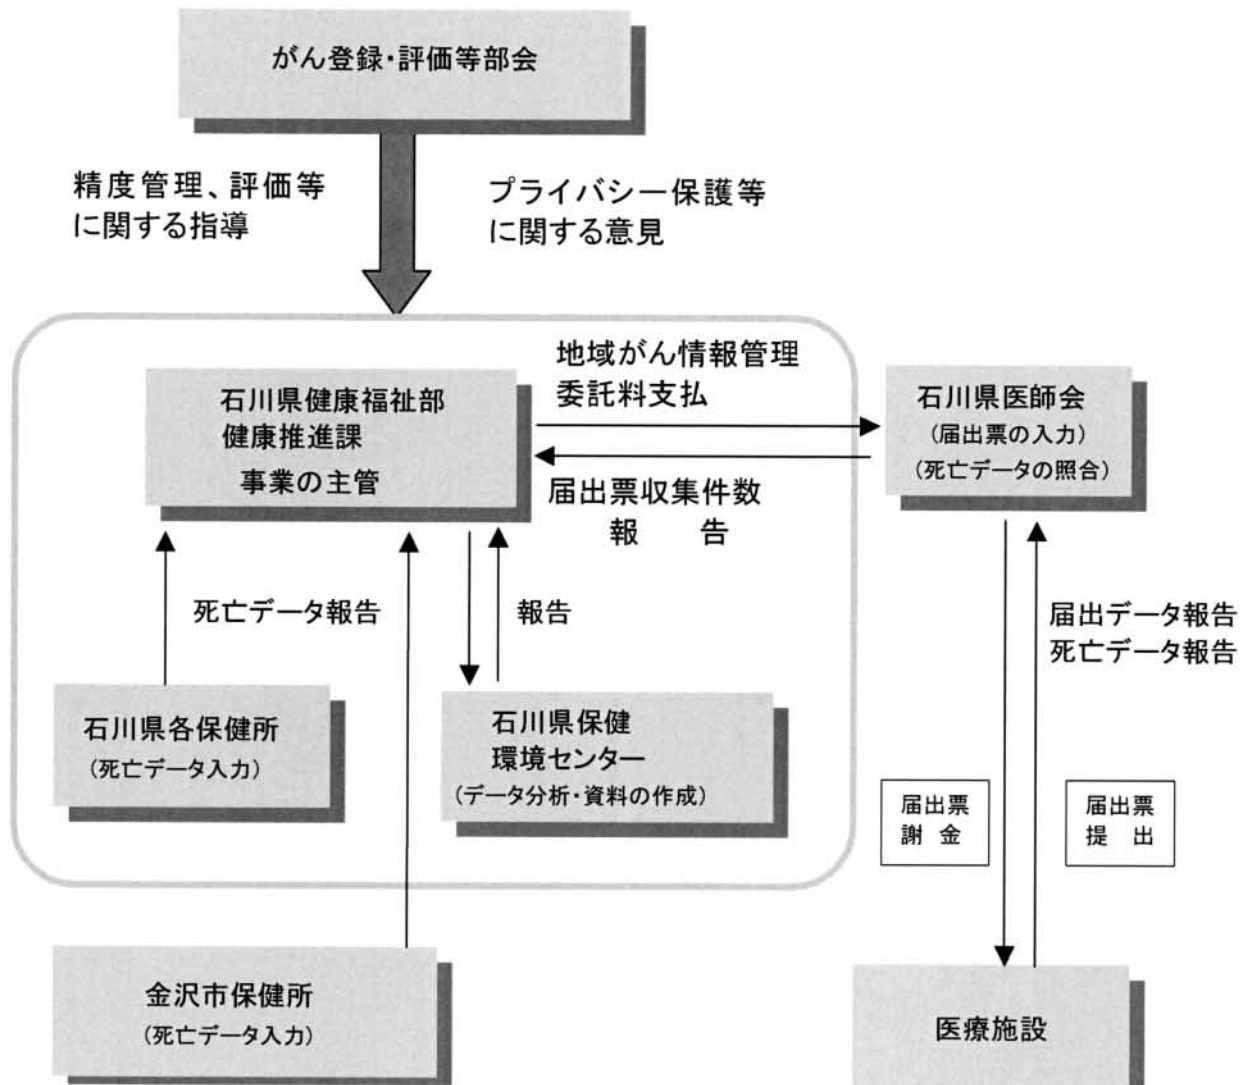 がん登録・評価等部会
精度管理、評価等
に関する指導
プライバシー保護等
に関する意見
石川県健康福祉部
健康推進課
事業の主管
地域がん情報管理
委託料支払
届出票収集件数
報　告
石川県医師会
(届出票の入力)
(死亡データの照合)
死亡データ報告
報告
届出データ報告
死亡データ報告
石川県各保健所
(死亡データ入力)
石川県保健
環境センター
(データ分析・資料の作成)
届出票
謝 金
届出票
提 出
金沢市保健所
(死亡データ入力)
医療施設